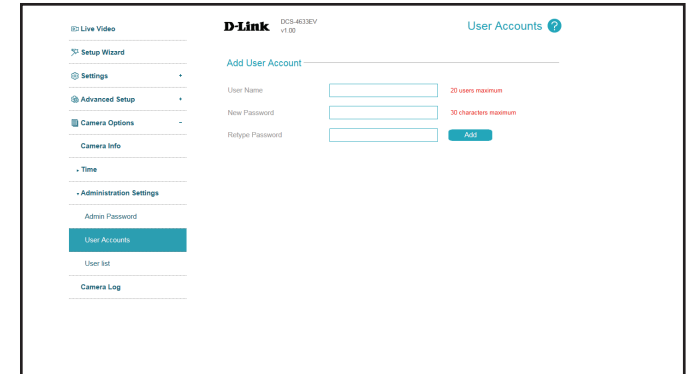 Live Video
Setup Wizard
Settings +
Advanced Setup +
Camera Options -
Camera Info
Time
Administration Settings
Admin Password
User Accounts
User list
Camera Log
D-Link DCS-4633EV
v1.00
User Accounts ?
Add User Account
User Name 20 users maximum
New Password 30 characters maximum
Retype Password Add